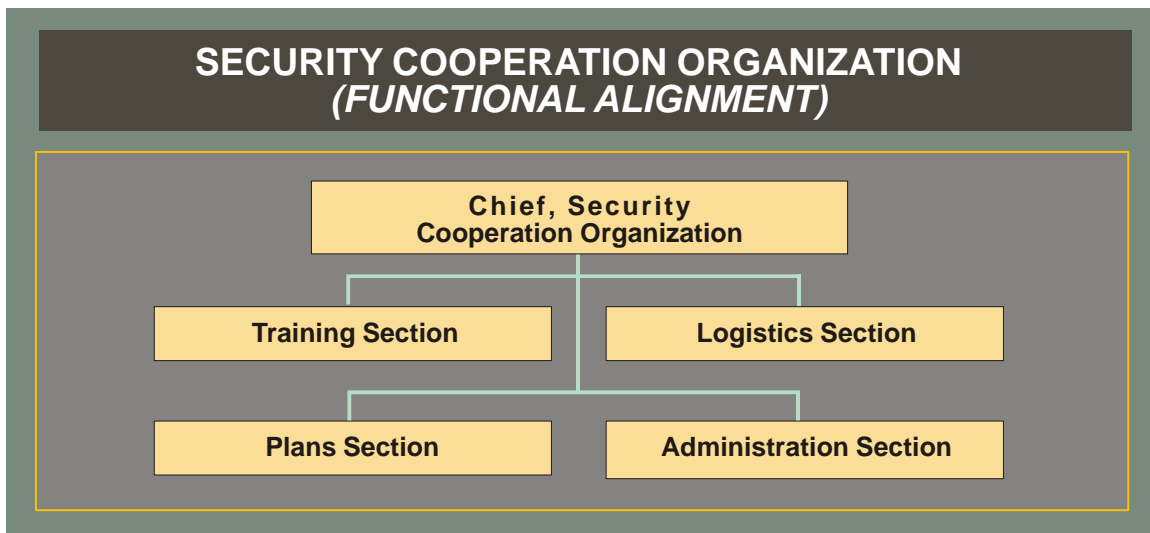 SECURITY COOPERATION ORGANIZATION
(FUNCTIONAL ALIGNMENT)
Chief, Security
Cooperation Organization
Training Section
Logistics Section
Plans Section
Administration Section